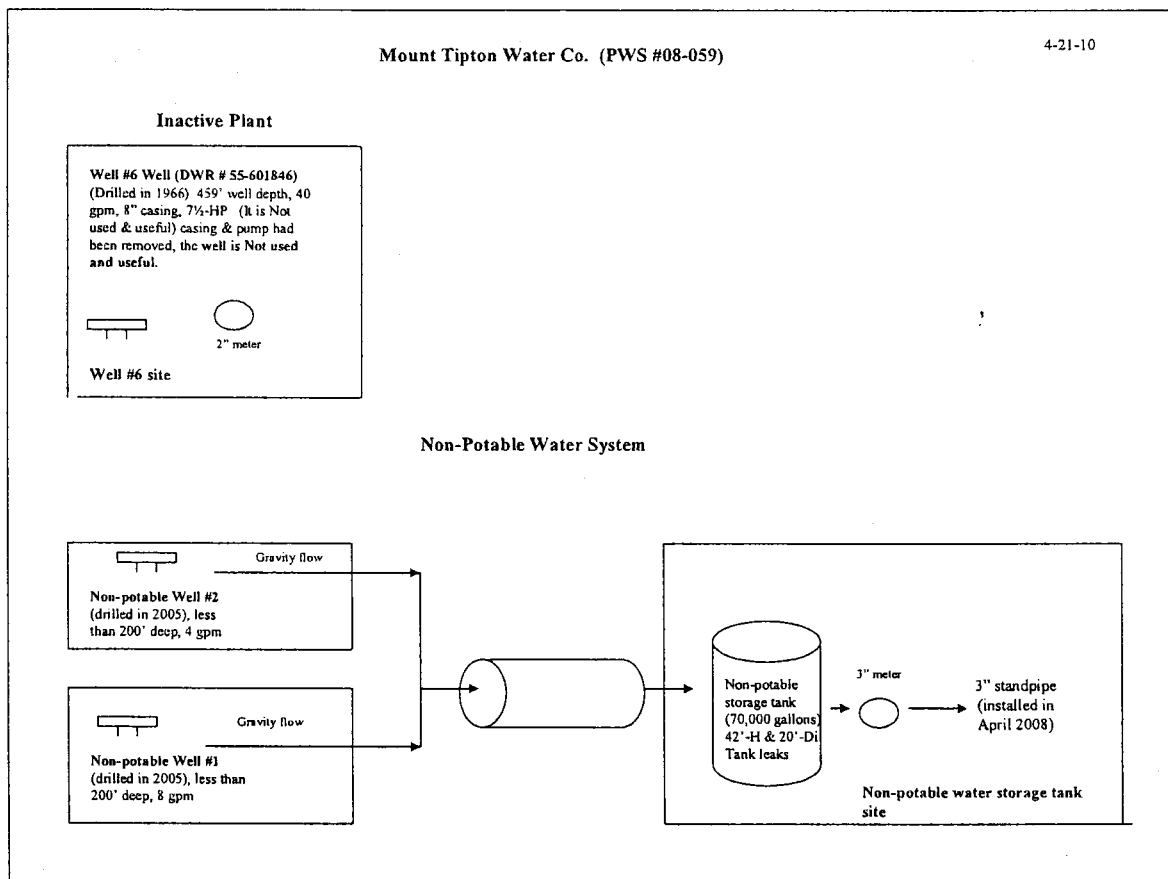 4-21-10
Mount Tipton Water Co. (PWS #08-059)
Inactive Plant
Well #6 Well (DWR # 55-601846)
(Drilled in 1966) 459' well depth, 40
gpm, 8" casing, 7½-HP (It is Not
used & useful) casing & pump had
been removed, the well is Not used
and useful.
2" meter
Well #6 site
Non-Potable Water System
Gravity flow
Non-potable Well #2
(drilled in 2005), less
than 200' deep, 4 gpm
Gravity flow
Non-potable Well #1
(drilled in 2005), less than
200' deep, 8 gpm
Non-potable
storage tank
(70,000 gallons)
42'-H & 20'-Di
Tank leaks
3" meter
3" standpipe
(installed in
April 2008)
Non-potable water storage tank
site